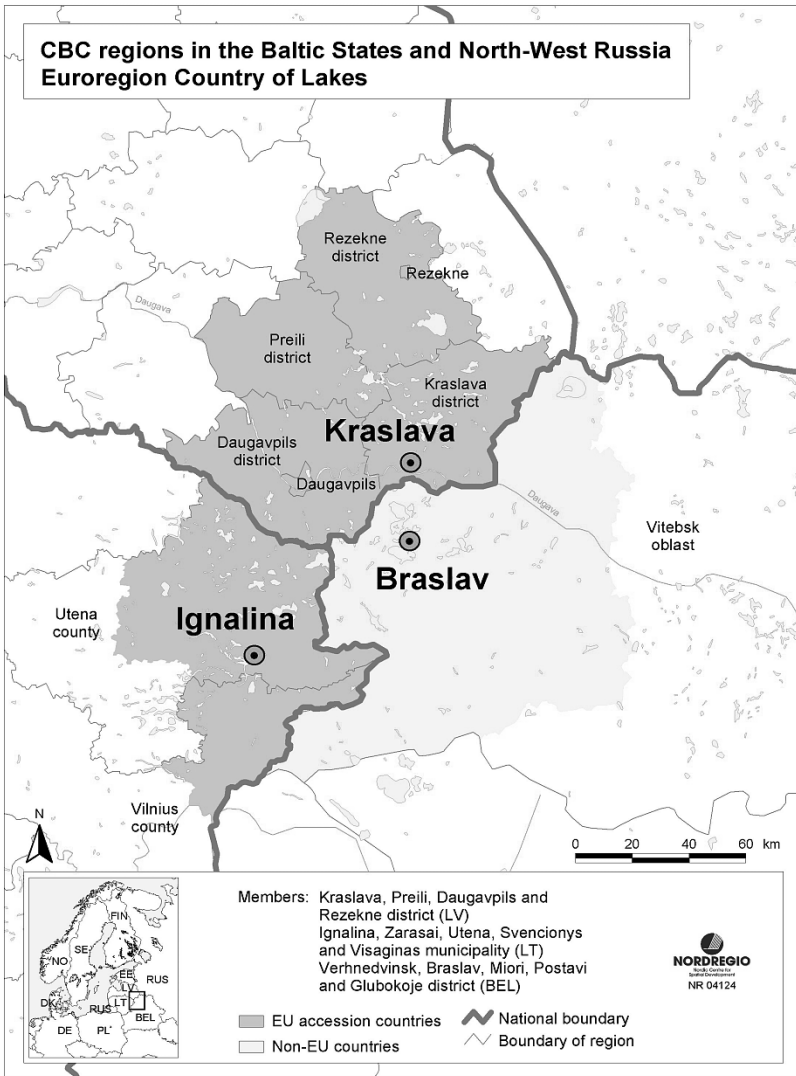 CBC regions in the Baltic States and North-West Russia
Euroregion Country of Lakes
Rezekne
district
Rezekne
Daugava
Preili
district
Kraslava
district
Kraslava
Daugavpils
district
Daugavpils
Daugava
Vitebsk
oblast
Braslav
Utena
county
Ignalina
Vilnius
county
N
0 20 40 60 km
Members: Kraslava, Preili, Daugavpils and
Rezekne district (LV)
Ignalina, Zarasai, Utena, Svencionys
and Visaginas municipality (LT)
Verhnedvinsk, Braslav, Miori, Postavi
and Glubokoje district (BEL)
EU accession countries
National boundary
Non-EU countries
Boundary of region
NORDREGIO
Nordic Centre for
Spatial Development
NR 04124
FIN
SE
NO
EE
LV
RUS
DK
LT
RUS
BEL
DE
PL